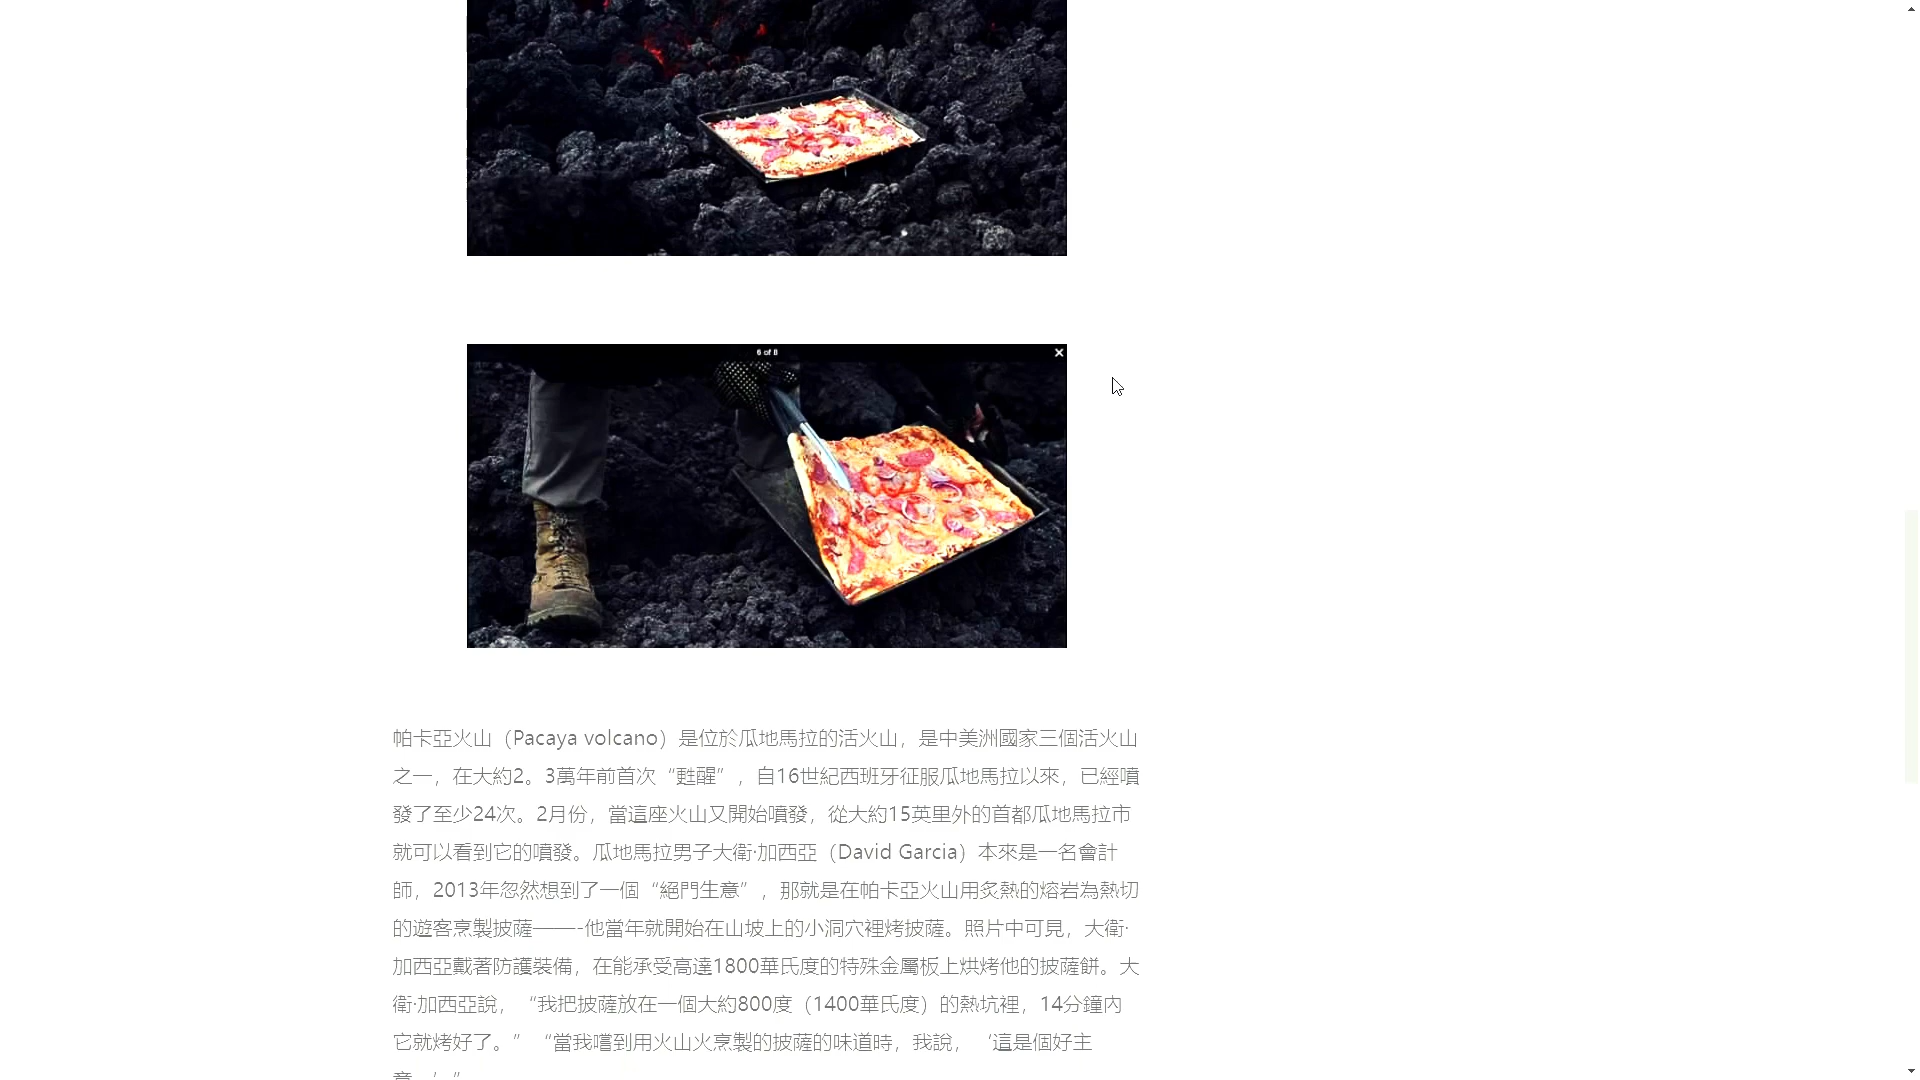 6 of 8
帕卡亞火山（Pacaya volcano）是位於瓜地馬拉的活火山，是中美洲國家三個活火山
之一，在大約2。3萬年前首次“甦醒”，自16世紀西班牙征服瓜地馬拉以來，已經噴
發了至少24次。2月份，當這座火山又開始噴發，從大約15英里外的首都瓜地馬拉市
就可以看到它的噴發。瓜地馬拉男子大衛·加西亞（David Garcia）本來是一名會計
師，2013年忽然想到了一個“絕門生意”，那就是在帕卡亞火山用炙熱的熔岩為熱切
的遊客烹製披薩——-他當年就開始在山坡上的小洞穴裡烤披薩。照片中可見，大衛·
加西亞戴著防護裝備，在能承受高達1800華氏度的特殊金屬板上烘烤他的披薩餅。大
衛·加西亞說，“我把披薩放在一個大約800度（1400華氏度）的熱坑裡，14分鐘內
它就烤好了。”“當我嚐到用火山火烹製的披薩的味道時，我說，‘這是個好主
意。’”